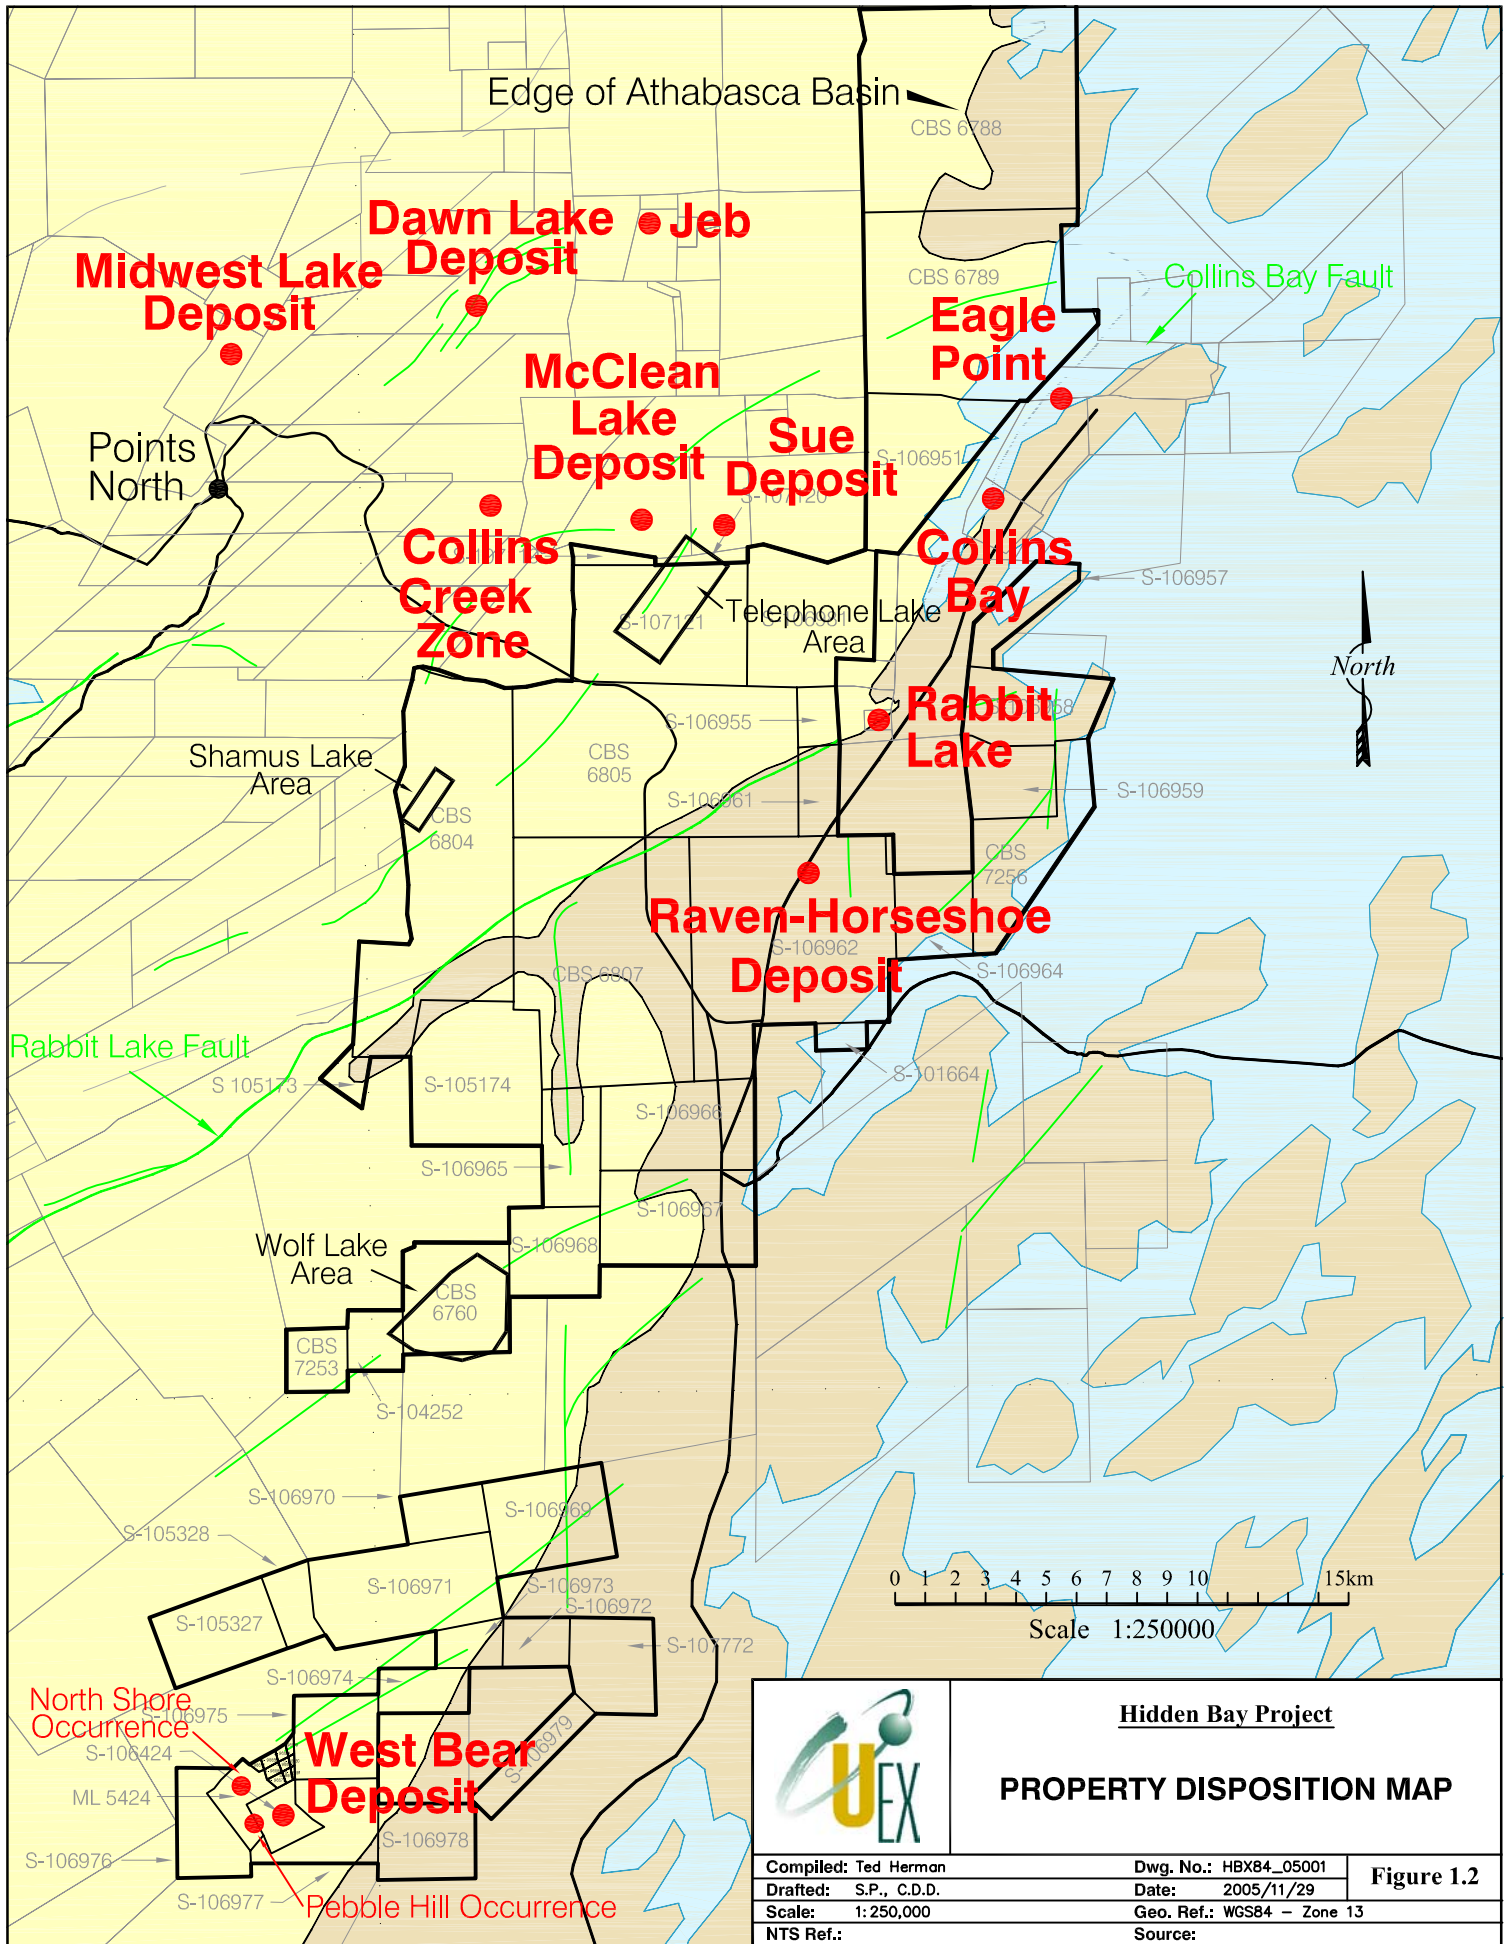 Edge of Athabasca Basin
CBS 6788
Dawn Lake
Deposit
Jeb
Midwest Lake
Deposit
CBS 6789
Collins Bay Fault
Eagle
Point
McClean
Lake
Deposit
Sue
Deposit
Points
North
S-106951
S-107120
Collins
Creek
Zone
Collins
Bay
S-106957
S-107121
Telephone Lake
Area
North
Rabbit
Lake
S-106955
Shamus Lake
Area
CBS
6805
S-106961
S-106959
CBS
6804
CBS
7256
Raven-Horseshoe
Deposit
S-106962
CBS 6807
S-106964
Rabbit Lake Fault
S 105173
S-105174
S-101664
S-106966
S-106965
S-106967
Wolf Lake
Area
S-106968
CBS
6760
CBS
7253
S-104252
S-106970
S-106969
S-105328
S-106971
S-106973
S-106972
S-105327
S-107772
S-106974
North Shore
Occurrence
S-106975
S-106424
West Bear
Deposit
S-106979
ML 5424
S-106978
S-106976
S-106977
Pebble Hill Occurrence
0 1 2 3 4 5 6 7 8 9 10 15km
Scale 1:250000
UEX
Hidden Bay Project
PROPERTY DISPOSITION MAP
Compiled: Ted Herman
Dwg. No.: HBX84_05001
Figure 1.2
Drafted: S.P., C.D.D.
Date: 2005/11/29
Scale: 1:250,000
Geo. Ref.: WGS84 – Zone 13
NTS Ref.:
Source: